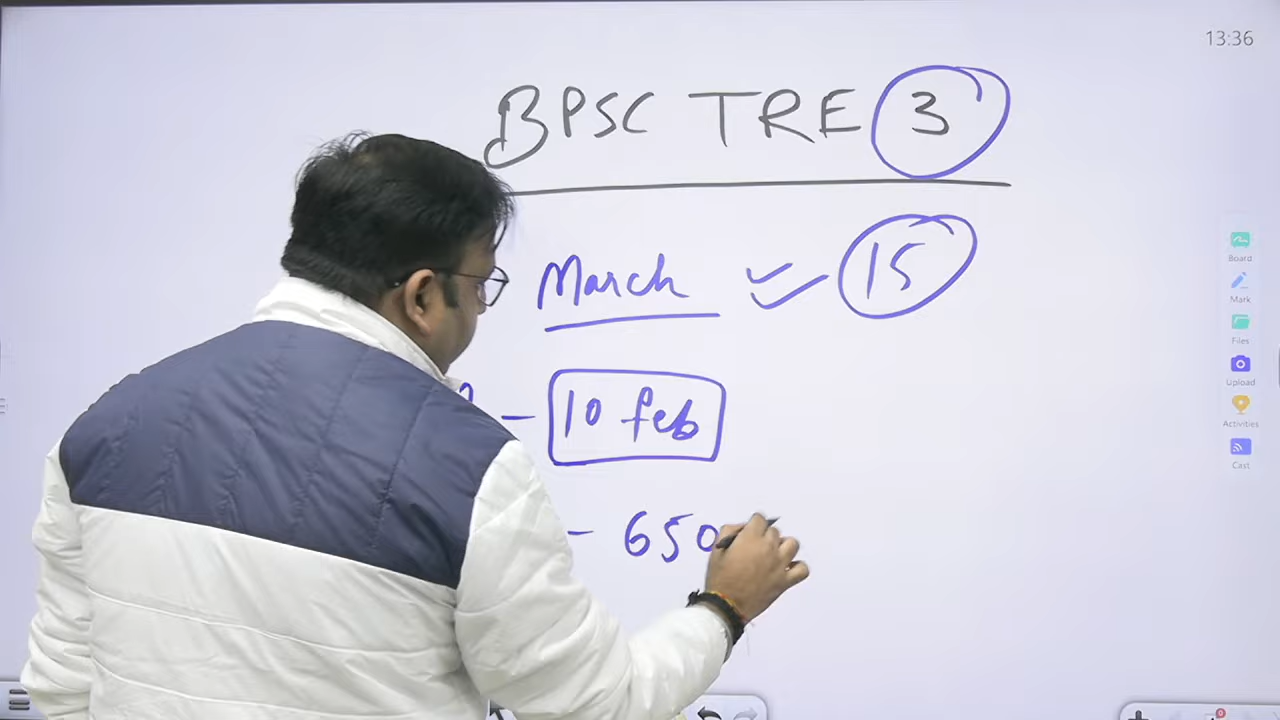 13:36
BPSC TRE 3
March 15
- 10 feb
- 650
Board
Mark
Files
Upload
Activities
Cast